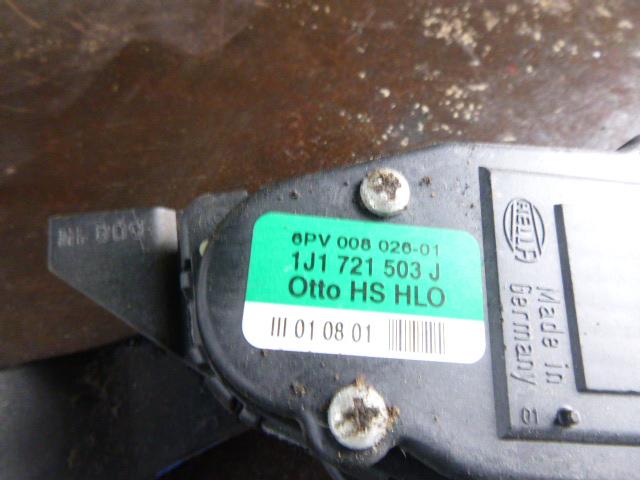 6PV 008 026-01
1J1 721 503 J
Otto HS HLO
III 01 08 01
HELLA
Made in
Germany
01